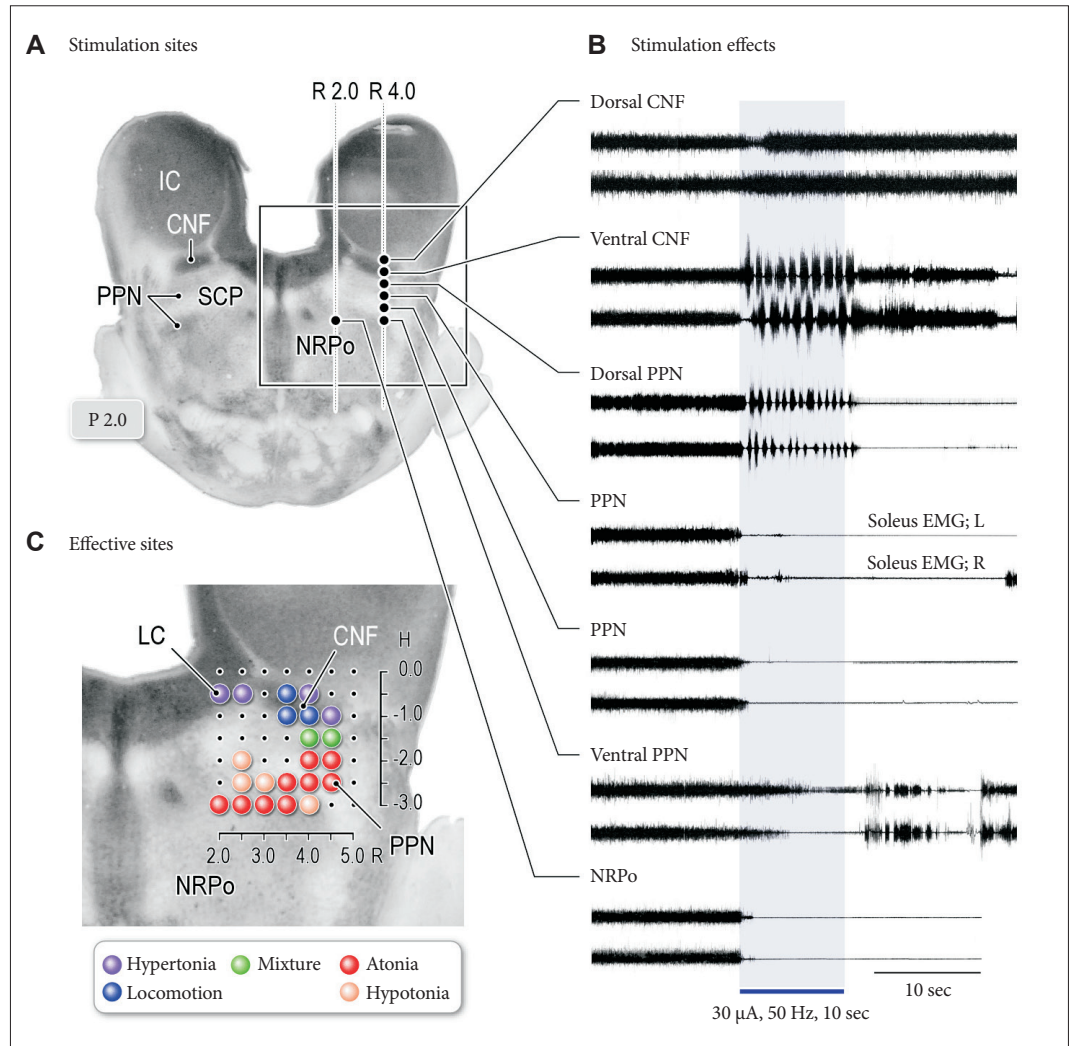 A Stimulation sites
R 2.0 R 4.0
IC
CNF
PPN
SCP
NRPo
P 2.0
B Stimulation effects
Dorsal CNF
Ventral CNF
Dorsal PPN
PPN
Soleus EMG; L
Soleus EMG; R
PPN
Ventral PPN
NRPo
10 sec
30 μA, 50 Hz, 10 sec
C Effective sites
LC
CNF
H
0.0
-1.0
-2.0
-3.0
2.0 3.0 4.0 5.0 R
PPN
NRPo
Hypertonia Mixture Atonia
Locomotion Hypotonia